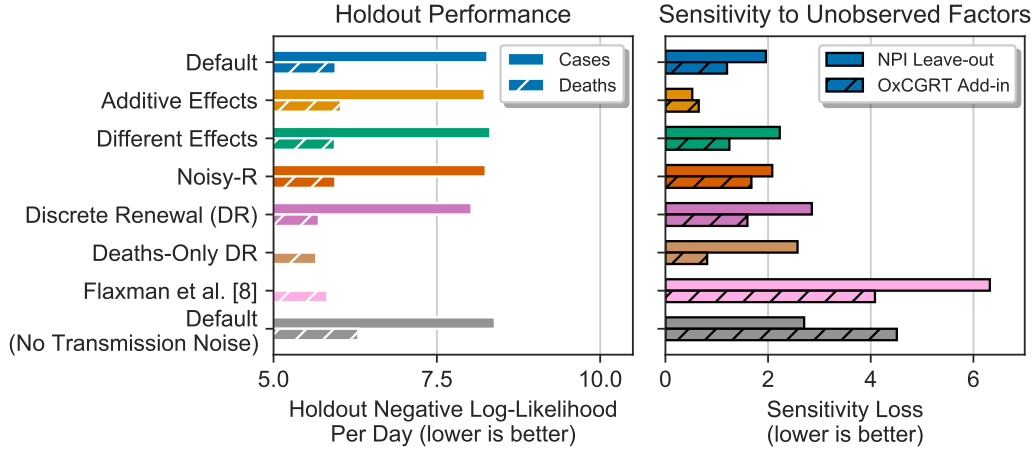 Holdout Performance
Sensitivity to Unobserved Factors
Default
Additive Effects
Different Effects
Noisy-R
Discrete Renewal (DR)
Deaths-Only DR
Flaxman et al. [8]
Default
(No Transmission Noise)
Cases
Deaths
NPI Leave-out
OxCGRT Add-in
5.0
7.5
10.0
0
2
4
6
Holdout Negative Log-Likelihood
Per Day (lower is better)
Sensitivity Loss
(lower is better)